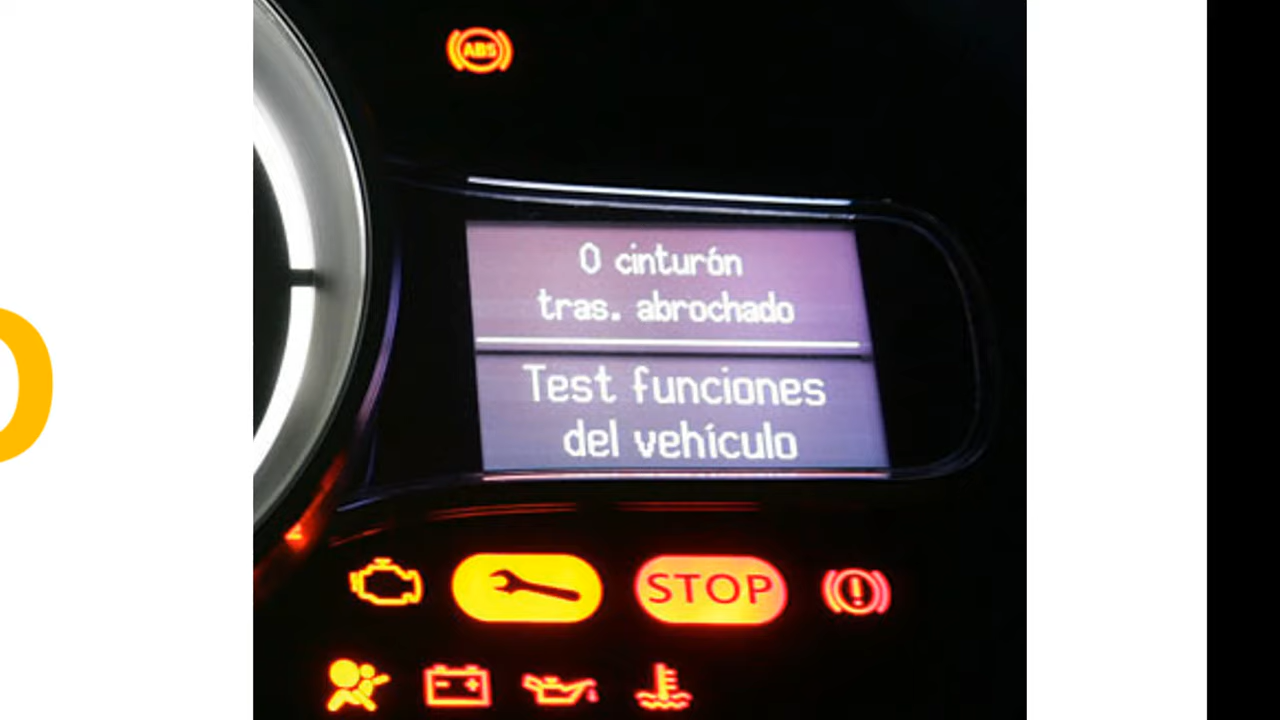 ABS
0 cinturón
tras. abrochado
Test funciones
del vehículo
STOP